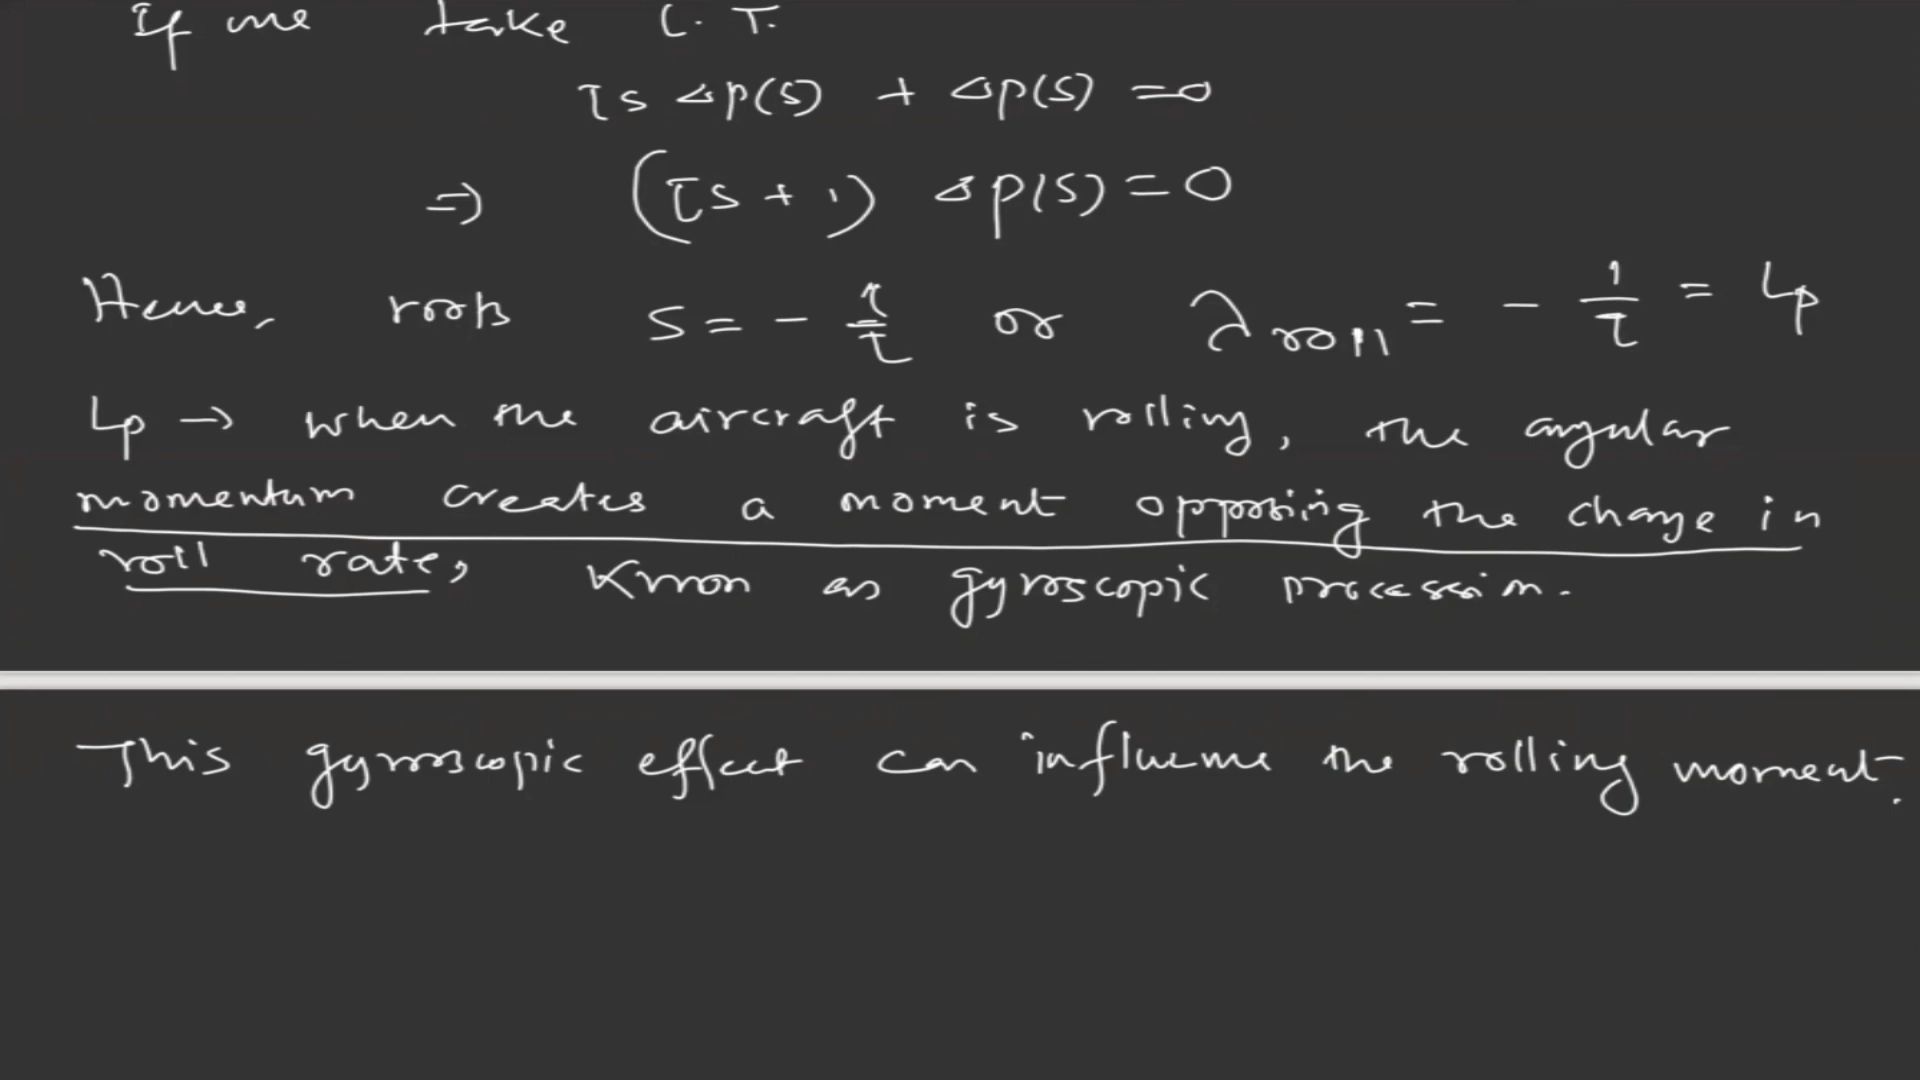 If we take L.T.
τs Δp(s) + Δp(s) = 0
⇒ (τs + 1) Δp(s) = 0
Hence, roots s = - 1/τ or λroll = - 1/τ = Lp
Lp → when the aircraft is rolling, the angular
momentum creates a moment opposing the change in
roll rate, known as gyroscopic precession.
This gyroscopic effect can influence the rolling moment.